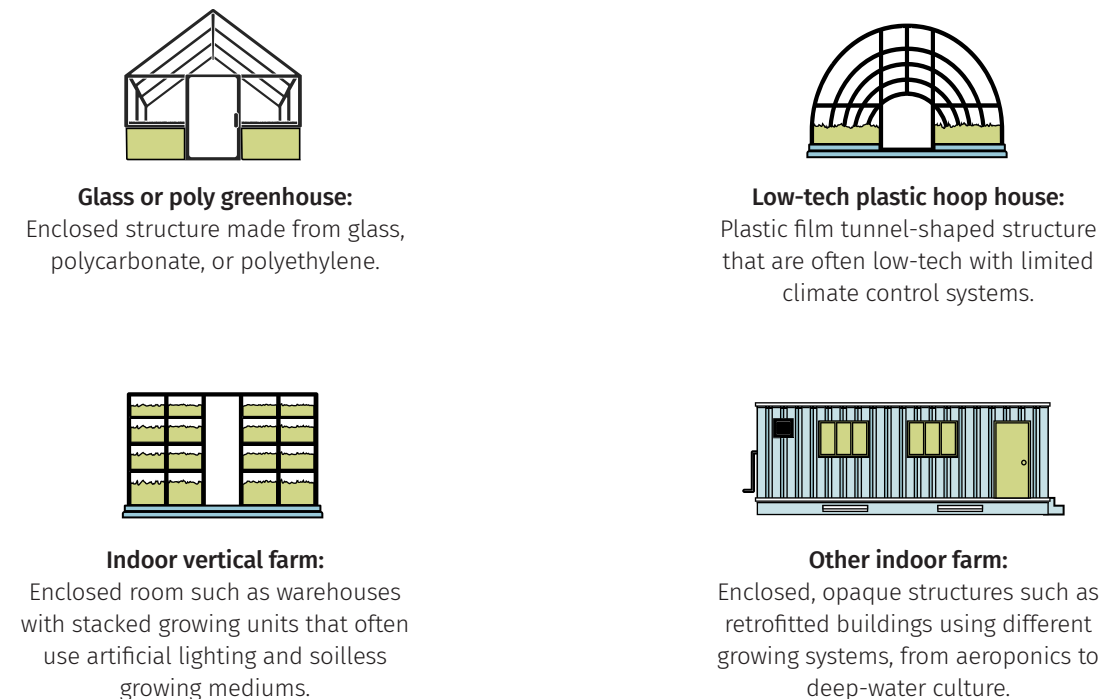 Glass or poly greenhouse:
Enclosed structure made from glass,
polycarbonate, or polyethylene.
Low-tech plastic hoop house:
Plastic film tunnel-shaped structure
that are often low-tech with limited
climate control systems.
Indoor vertical farm:
Enclosed room such as warehouses
with stacked growing units that often
use artificial lighting and soilless
growing mediums.
Other indoor farm:
Enclosed, opaque structures such as
retrofitted buildings using different
growing systems, from aeroponics to
deep-water culture.